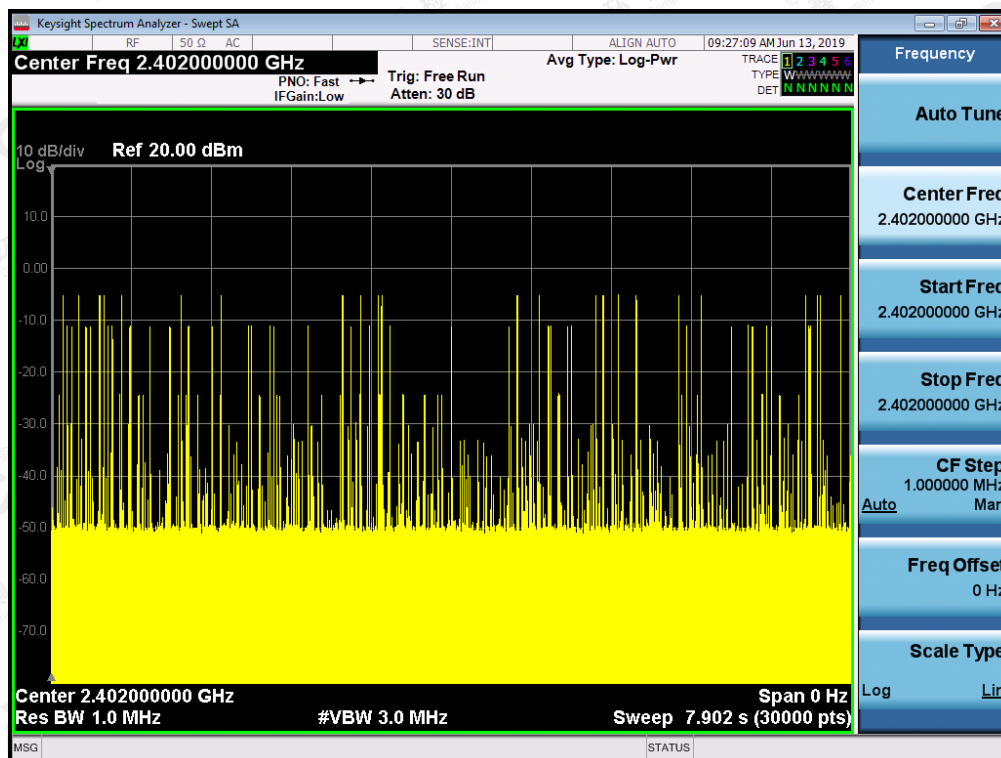 Keysight Spectrum Analyzer - Swept SA
LXI
RF 50 Ω AC SENSE:INT ALIGN AUTO 09:27:09 AM Jun 13, 2019
Center Freq 2.402000000 GHz
PNO: Fast
IFGain:Low
Trig: Free Run
Atten: 30 dB
Avg Type: Log-Pwr
TRACE 1 2 3 4 5 6
TYPE W W W W W W
DET N N N N N N
10 dB/div
Log
Ref 20.00 dBm
10.0
0.00
-10.0
-20.0
-30.0
-40.0
-50.0
-60.0
-70.0
Center 2.402000000 GHz
Span 0 Hz
Res BW 1.0 MHz
#VBW 3.0 MHz
Sweep 7.902 s (30000 pts)
MSG
STATUS
Frequency
Auto Tune
Center Freq
2.402000000 GHz
Start Freq
2.402000000 GHz
Stop Freq
2.402000000 GHz
CF Step
1.000000 MHz
Auto Man
Freq Offset
0 Hz
Scale Type
Log Lin